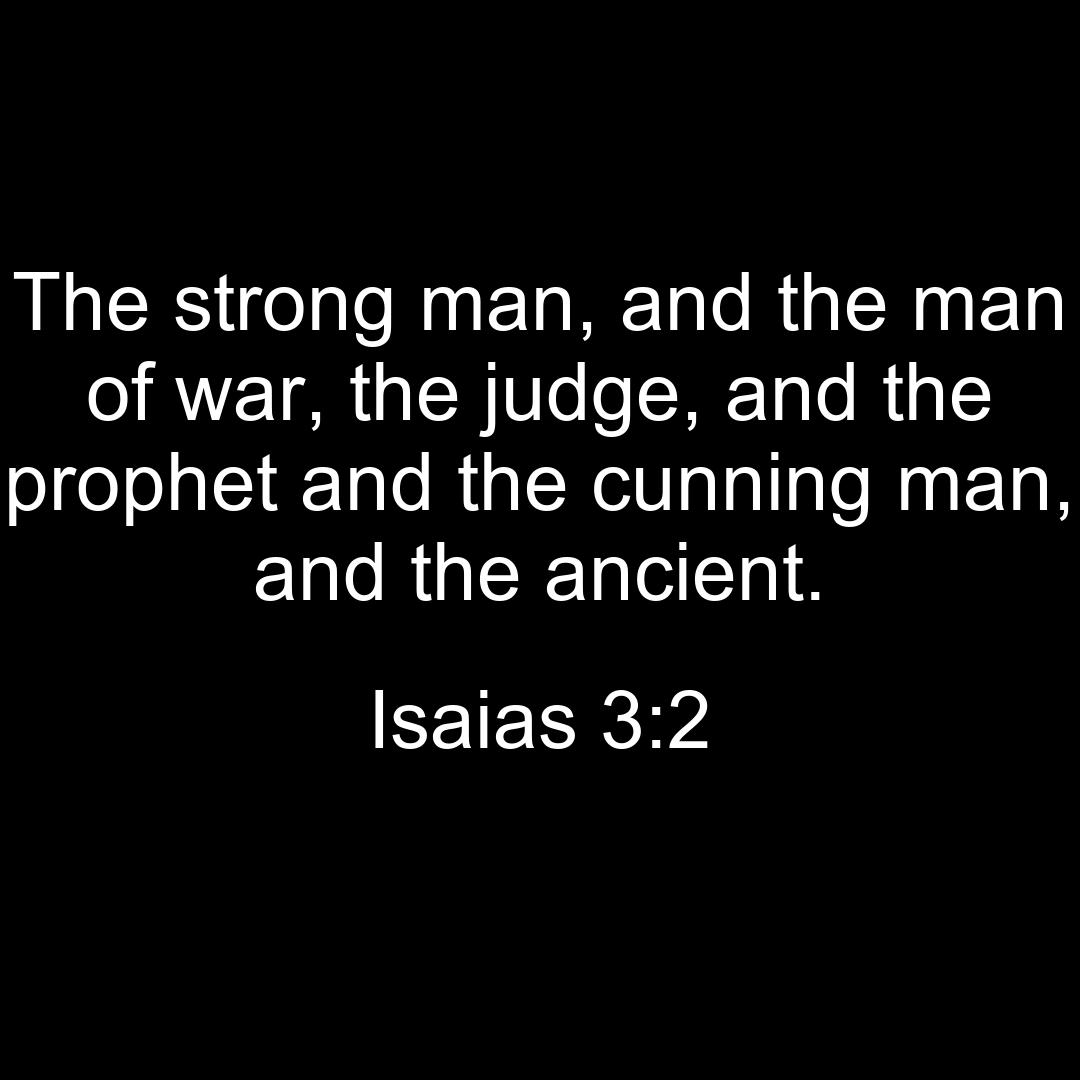 The strong man, and the man
of war, the judge, and the
prophet and the cunning man,
and the ancient.
Isaias 3:2